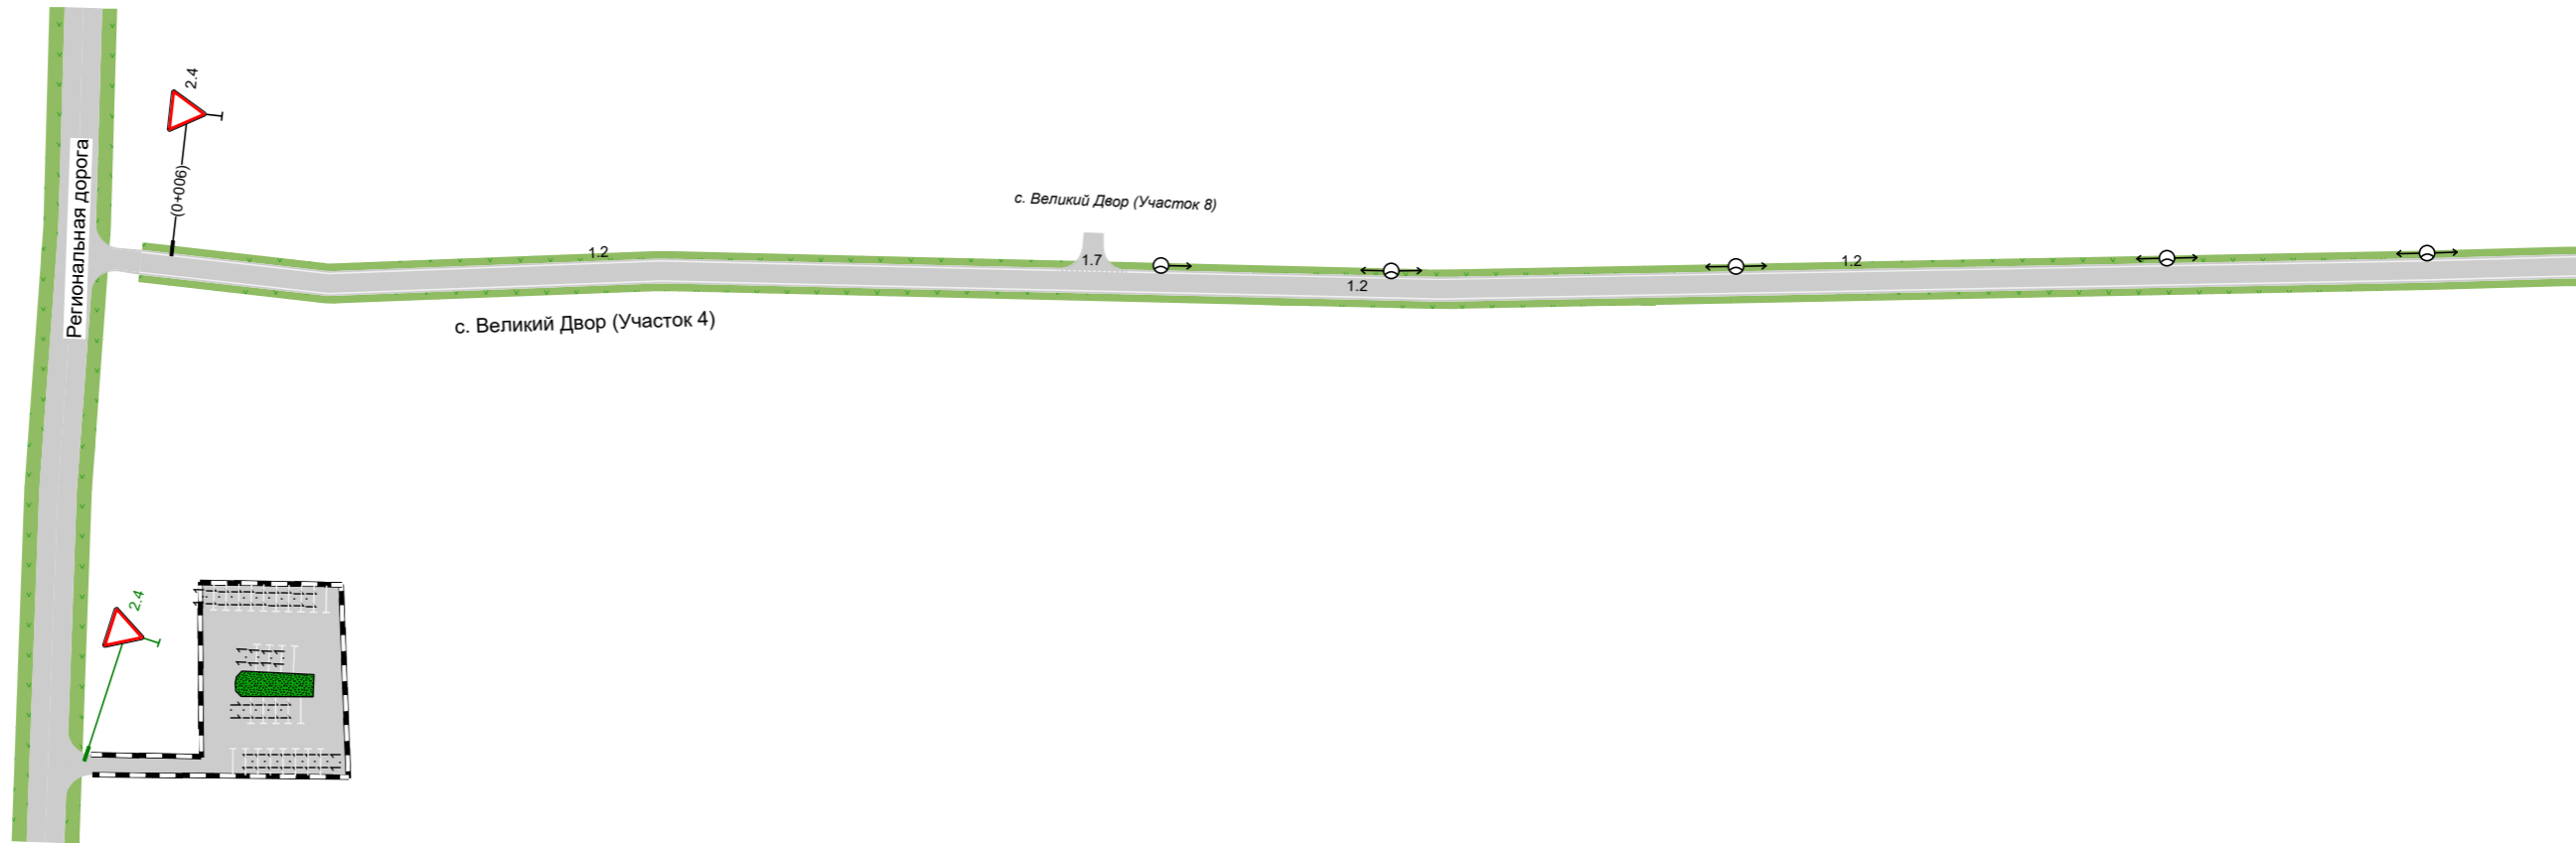 2.4
(0+006)
Региональная дорога
1.2
с. Великий Двор (Участок 8)
1.7
1.2
1.2
с. Великий Двор (Участок 4)
2.4